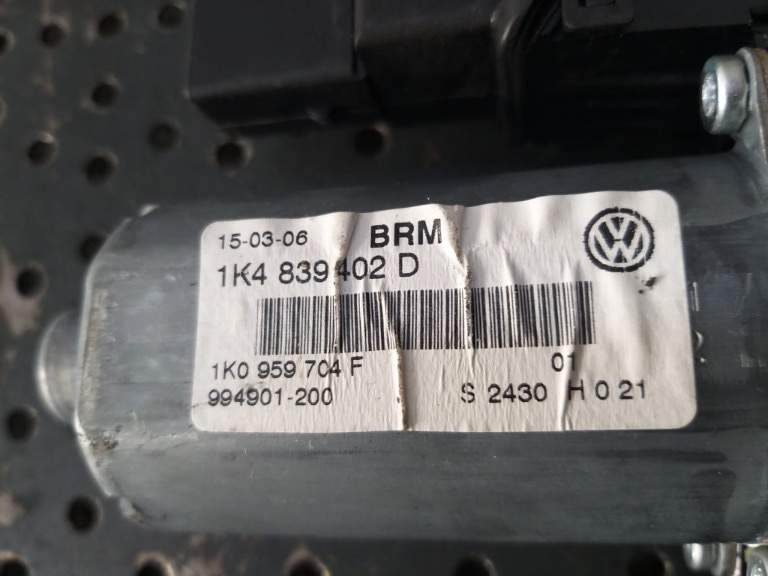 15-03-06 BRM
1K4 839 402 D
1K0 959 704 F 01
994901-200 S 2430 H 0 21